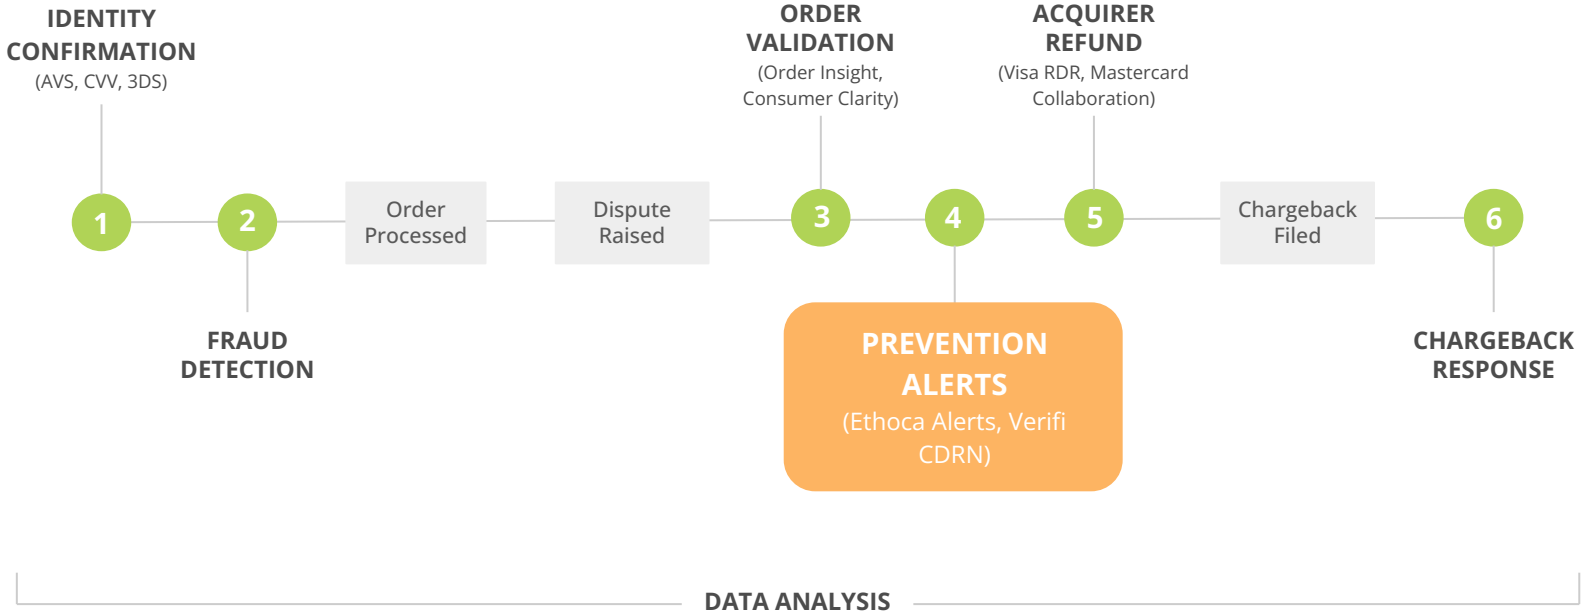 IDENTITY
CONFIRMATION
(AVS, CVV, 3DS)
ORDER
VALIDATION
(Order Insight,
Consumer Clarity)
ACQUIRER
REFUND
(Visa RDR, Mastercard
Collaboration)
1
2
Order
Processed
Dispute
Raised
3
4
5
Chargeback
Filed
6
FRAUD
DETECTION
PREVENTION
ALERTS
(Ethoca Alerts, Verifi
CDRN)
CHARGEBACK
RESPONSE
DATA ANALYSIS